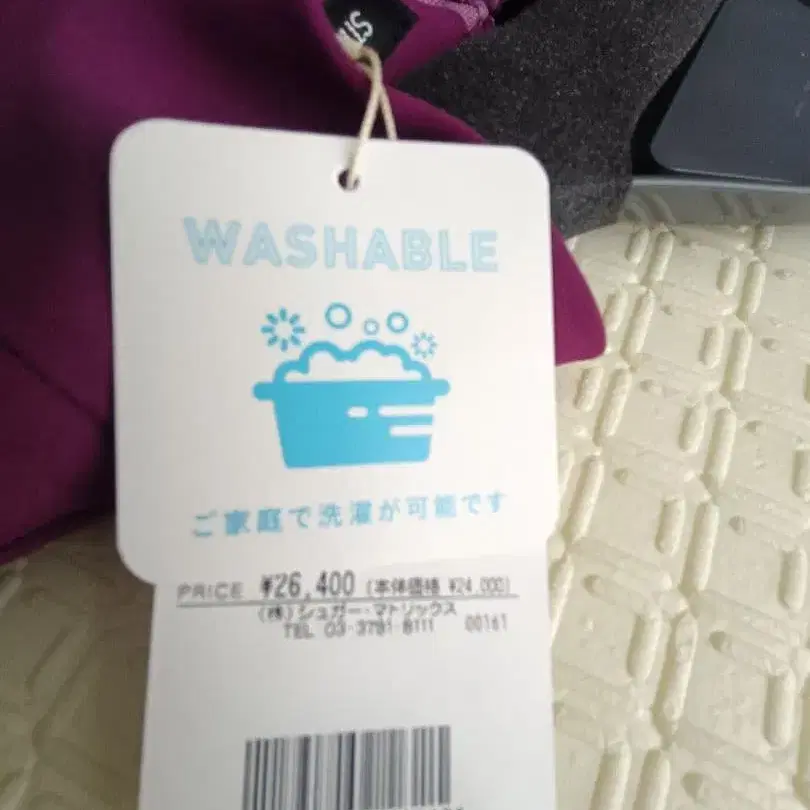 WASHABLE
ご家庭で洗濯が可能です
PRICE ¥26,400 (本体価格 ¥24,000)
(株)シュガー・マトリックス
TEL 03-3791-8111 00161